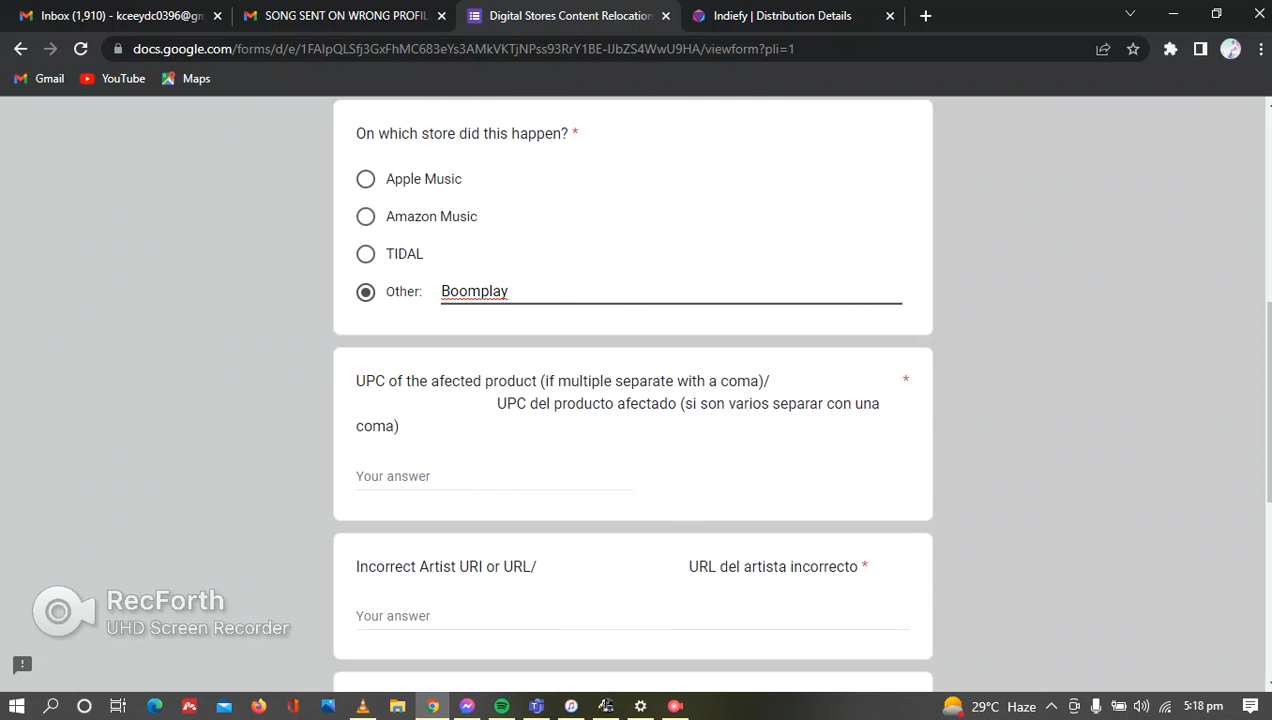 Inbox (1,910) - kceeydc0396@gm
SONG SENT ON WRONG PROFIL
Digital Stores Content Relocation
Indiefy | Distribution Details
docs.google.com/forms/d/e/1FAIpQLSfj3GxFhMC683eYs3AMkVKTjNPss93RrY1BE-IJbZS4WwU9HA/viewform?pli=1
Gmail
YouTube
Maps
On which store did this happen? *
Apple Music
Amazon Music
TIDAL
Other: Boomplay
UPC of the afected product (if multiple separate with a coma)/ *
UPC del producto afectado (si son varios separar con una
coma)
Your answer
Incorrect Artist URI or URL/ URL del artista incorrecto *
Your answer
RecForth
UHD Screen Recorder
29°C Haze
5:18 pm